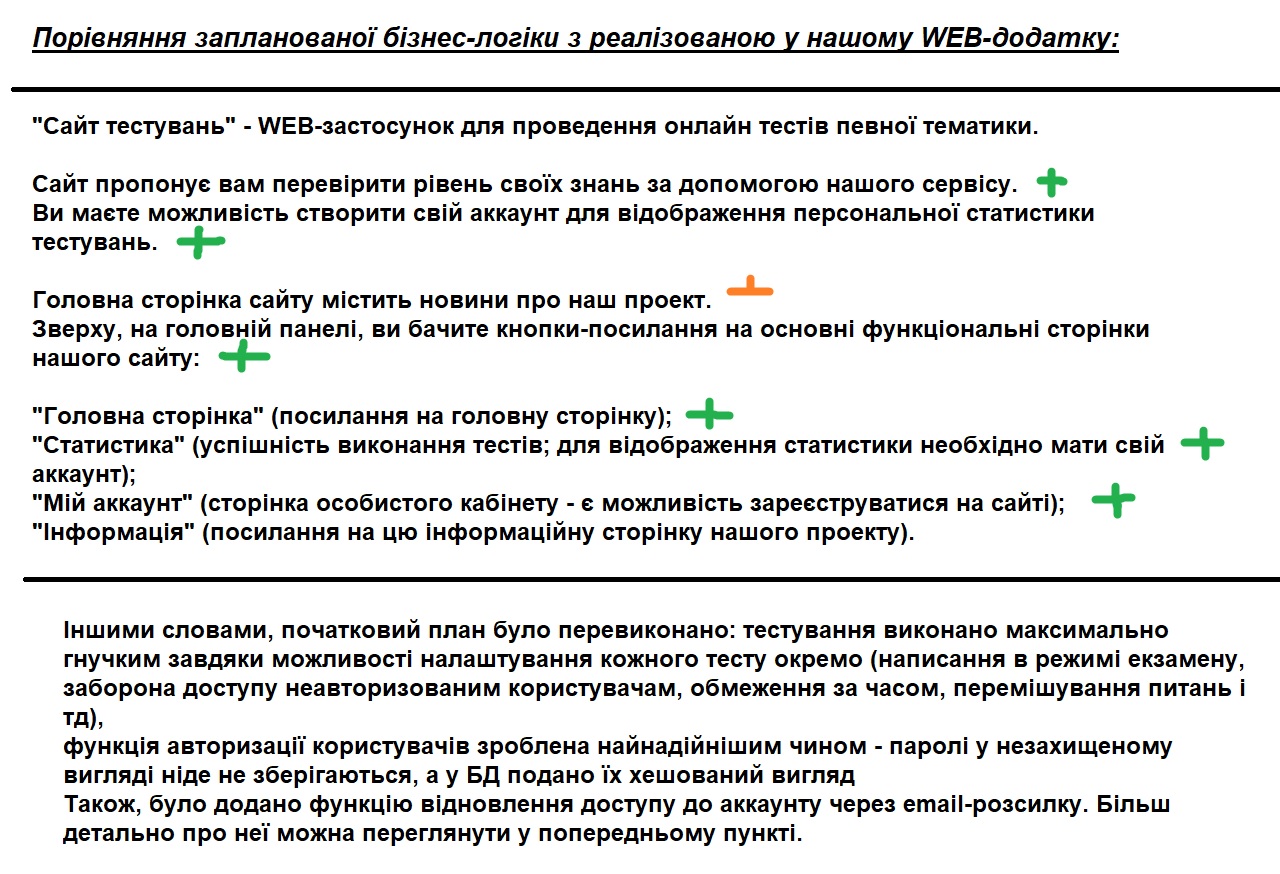 Порівняння запланованої бізнес-логіки з реалізованою у нашому WEB-додатку:
"Сайт тестувань" - WEB-застосунок для проведення онлайн тестів певної тематики.
Сайт пропонує вам перевірити рівень своїх знань за допомогою нашого сервісу.
Ви маєте можливість створити свій аккаунт для відображення персональної статистики
тестувань.
Головна сторінка сайту містить новини про наш проект.
Зверху, на головній панелі, ви бачите кнопки-посилання на основні функціональні сторінки
нашого сайту:
"Головна сторінка" (посилання на головну сторінку);
"Статистика" (успішність виконання тестів; для відображення статистики необхідно мати свій
аккаунт);
"Мій аккаунт" (сторінка особистого кабінету - є можливість зареєструватися на сайті);
"Інформація" (посилання на цю інформаційну сторінку нашого проекту).
Іншими словами, початковий план було перевиконано: тестування виконано максимально
гнучким завдяки можливості налаштування кожного тесту окремо (написання в режимі екзамену,
заборона доступу неавторизованим користувачам, обмеження за часом, перемішування питань і
тд),
функція авторизації користувачів зроблена найнадійнішим чином - паролі у незахищеному
вигляді ніде не зберігаються, а у БД подано їх хешований вигляд
Також, було додано функцію відновлення доступу до аккаунту через email-розсилку. Більш
детально про неї можна переглянути у попередньому пункті.